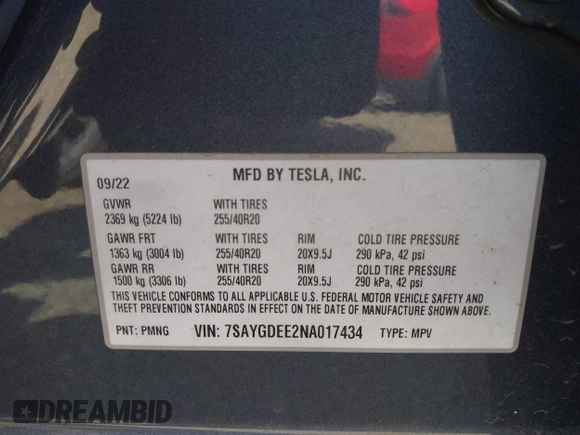 09/22 MFD BY TESLA, INC.
GVWR WITH TIRES
2369 kg (5224 lb) 255/40R20
GAWR FRT WITH TIRES RIM COLD TIRE PRESSURE
1363 kg (3004 lb) 255/40R20 20X9.5J 290 kPa, 42 psi
GAWR RR WITH TIRES RIM COLD TIRE PRESSURE
1500 kg (3306 lb) 255/40R20 20X9.5J 290 kPa, 42 psi
THIS VEHICLE CONFORMS TO ALL APPLICABLE U.S. FEDERAL MOTOR VEHICLE SAFETY AND
THEFT PREVENTION STANDARDS IN EFFECT ON THE DATE OF MANUFACTURE SHOWN ABOVE.
PNT: PMNG VIN: 7SAYGDEE2NA017434 TYPE: MPV
DREAMBID